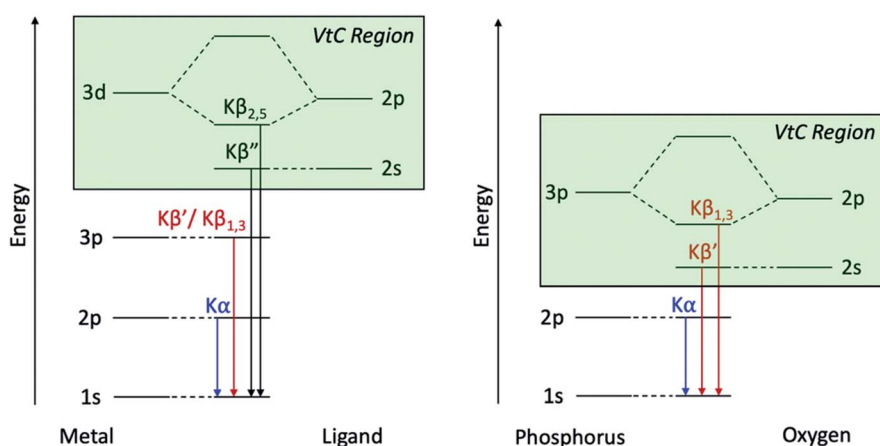 VtC Region
3d
Kβ2,5
2p
Kβ″
2s
Kβ'/ Kβ1,3
3p
Kα
2p
1s
Energy
Metal
Ligand
VtC Region
3p
2p
Kβ1,3
Kβ'
2s
Kα
2p
1s
Energy
Phosphorus
Oxygen